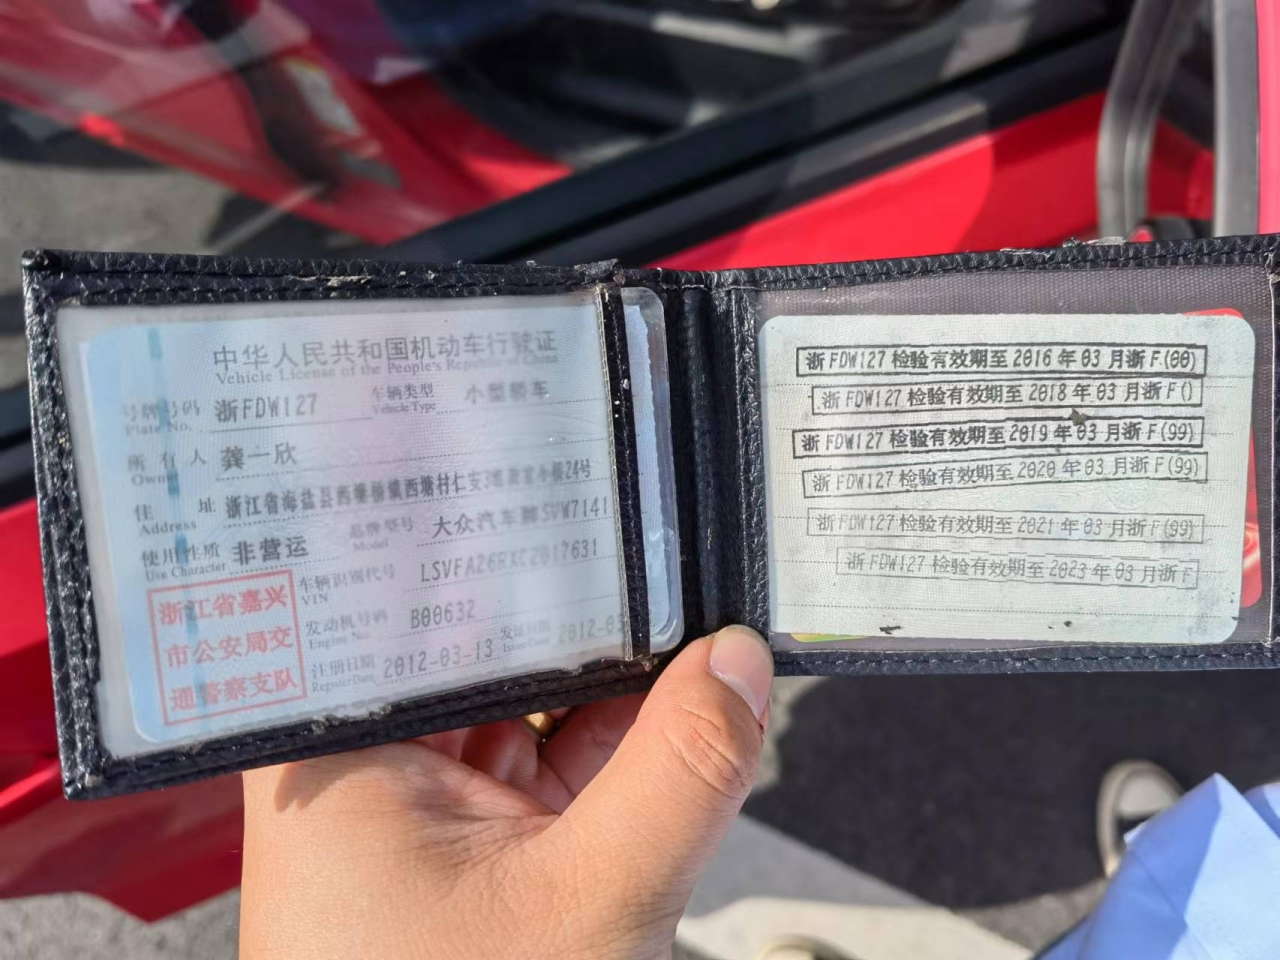 中华人民共和国机动车行驶证
Vehicle License of the People's Republic of China
号牌号码 浙FDW127 车辆类型 小型轿车
Plate No. Vehicle Type
所有人 龚一欣
Owner
住址 浙江省海盐县西塘桥镇西塘村仁安 24号
Address
使用性质 非营运 品牌型号 大众汽车牌SVW7141
Use Character Model
浙江省嘉兴
市公安局交
通警察支队
车辆识别代号
VIN
发动机号码 B00632
Engine No.
注册日期 2012-03-13 发证日期 2012-03
Register Date Issue Date
浙FDW127 检验有效期至2016年03月浙F(00)
浙FDW127 检验有效期至2018年03月浙F()
浙FDW127 检验有效期至2019年03月浙F(99)
浙FDW127 检验有效期至2020年03月浙F(99)
浙FDW127 检验有效期至2021年03月浙F(99)
浙FDW127 检验有效期至2023年03月浙F